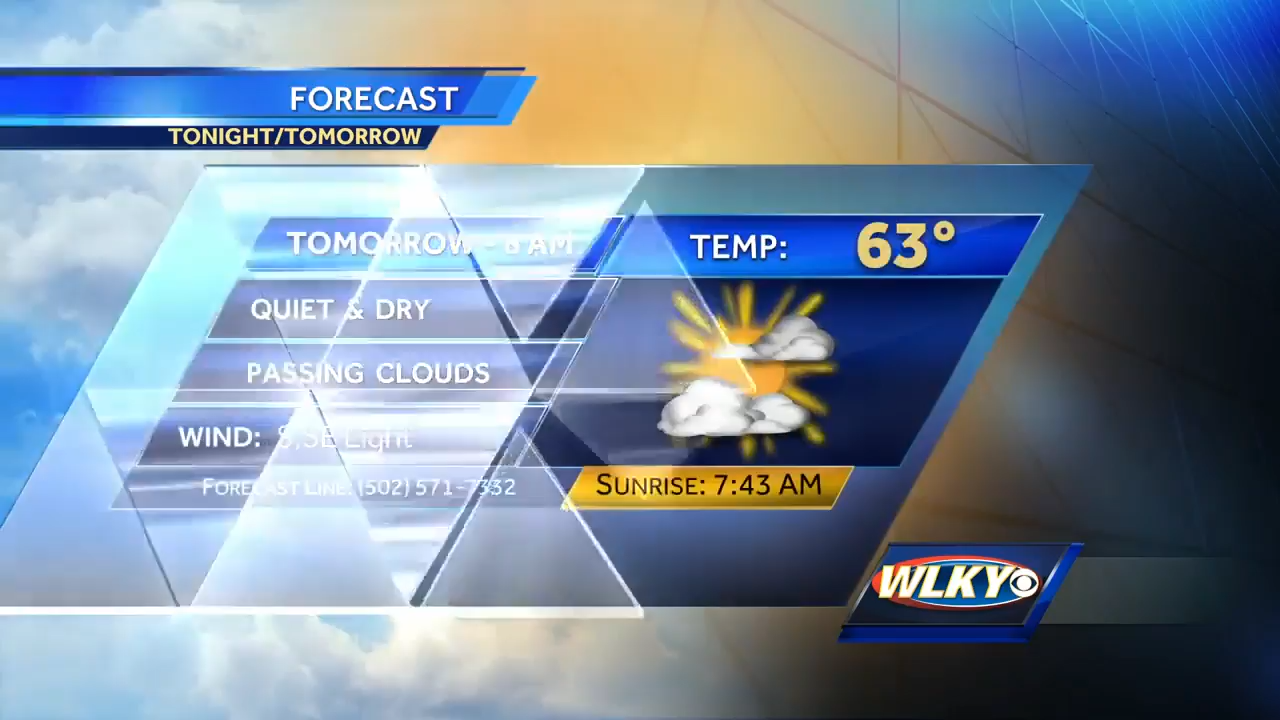 FORECAST
TONIGHT/TOMORROW
TOMORROW - 8 AM
TEMP: 63°
QUIET & DRY
PASSING CLOUDS
WIND: S,SE Light
FORECAST LINE: (502) 571-7332
SUNRISE: 7:43 AM
WLKY